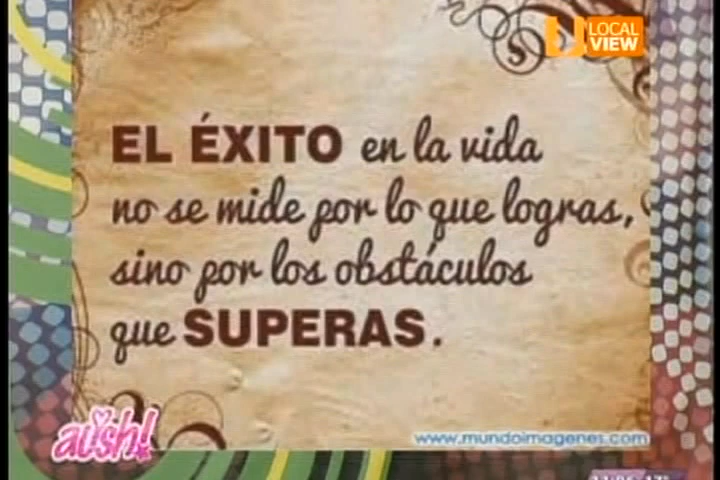 LOCAL
VIEW
EL ÉXITO en la vida
no se mide por lo que logras,
sino por los obstáculos
que SUPERAS.
aush!
www.mundoimagenes.com